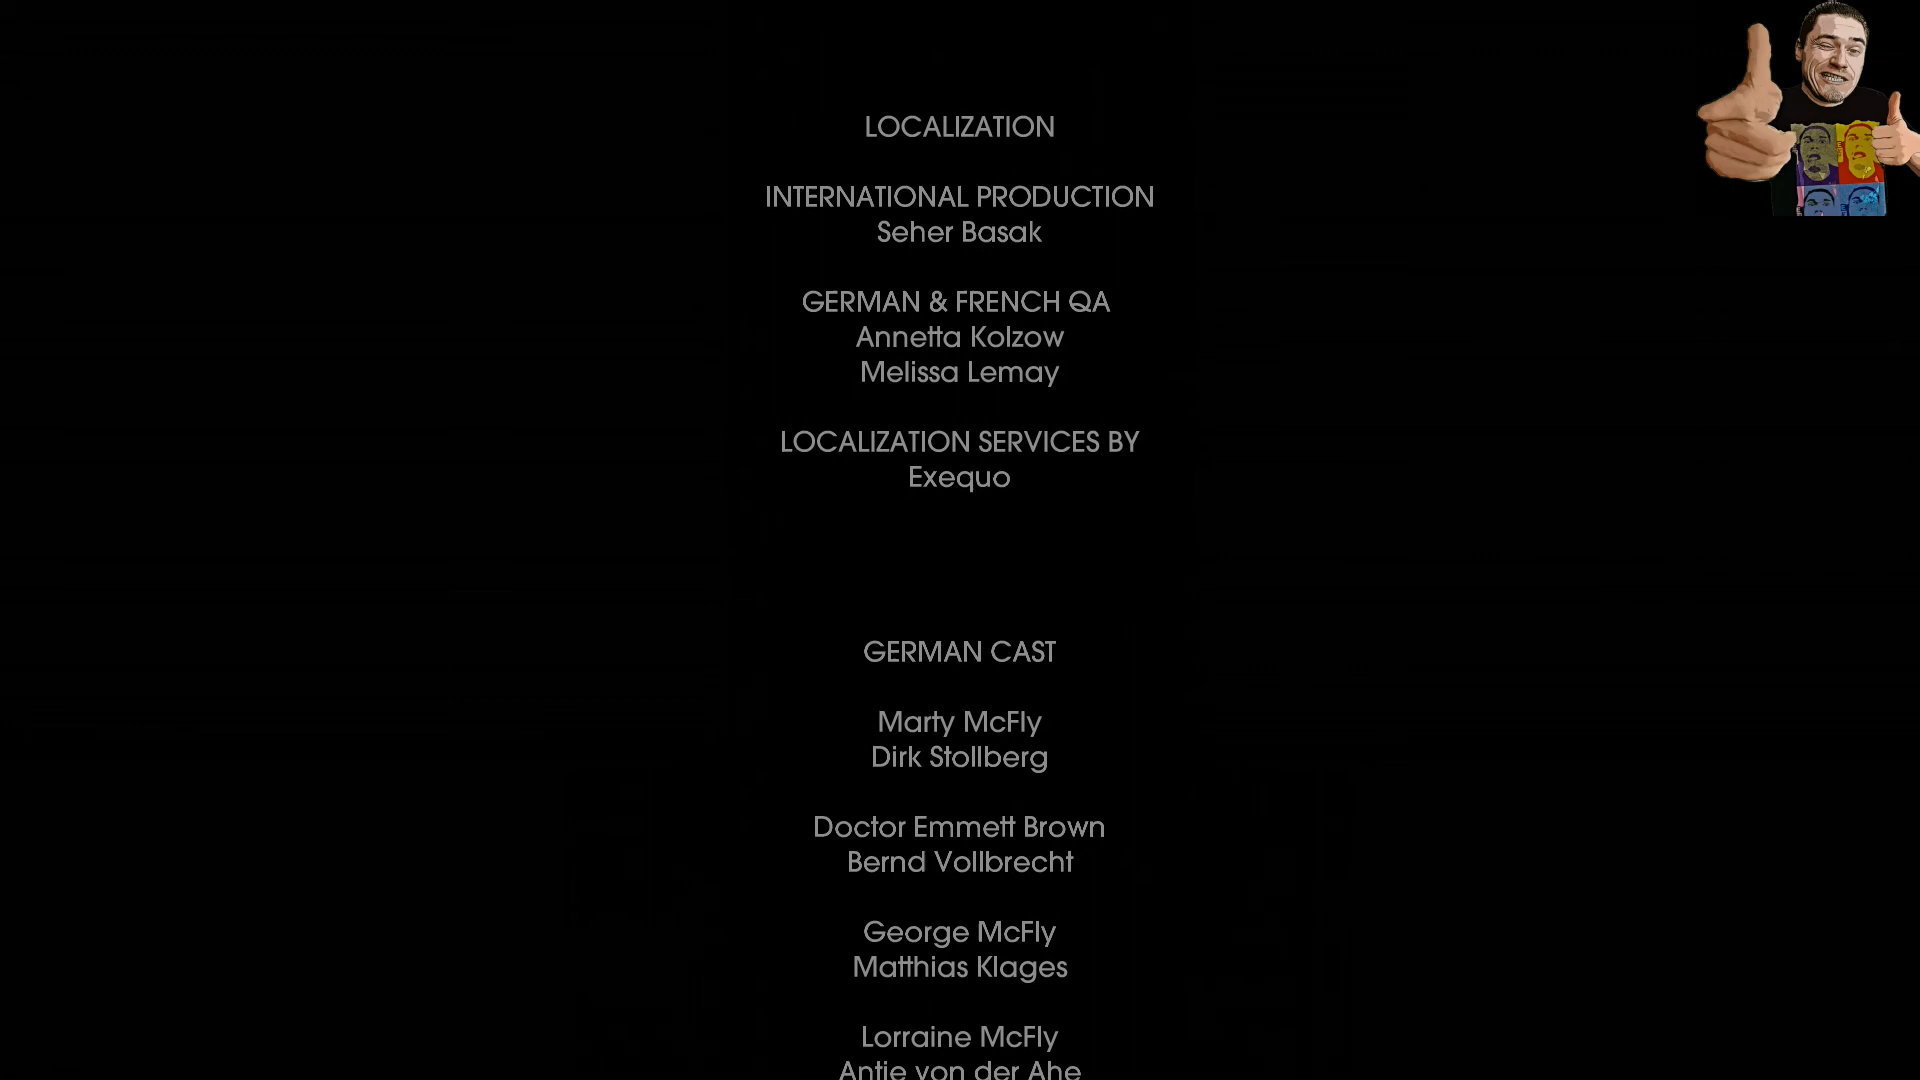 LOCALIZATION
INTERNATIONAL PRODUCTION
Seher Basak
GERMAN & FRENCH QA
Annetta Kolzow
Melissa Lemay
LOCALIZATION SERVICES BY
Exequo
GERMAN CAST
Marty McFly
Dirk Stollberg
Doctor Emmett Brown
Bernd Vollbrecht
George McFly
Matthias Klages
Lorraine McFly
Antje von der Ahe